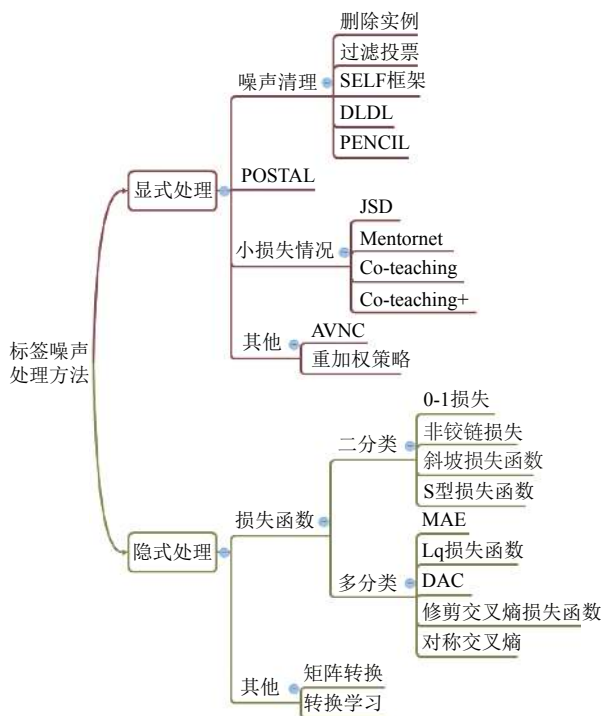 标签噪声
处理方法
显式处理
噪声清理
删除实例
过滤投票
SELF框架
DLDL
PENCIL
POSTAL
小损失情况
JSD
Mentornet
Co-teaching
Co-teaching+
其他
AVNC
重加权策略
隐式处理
损失函数
二分类
0-1损失
非铰链损失
斜坡损失函数
S型损失函数
多分类
MAE
Lq损失函数
DAC
修剪交叉熵损失函数
对称交叉熵
其他
矩阵转换
转换学习